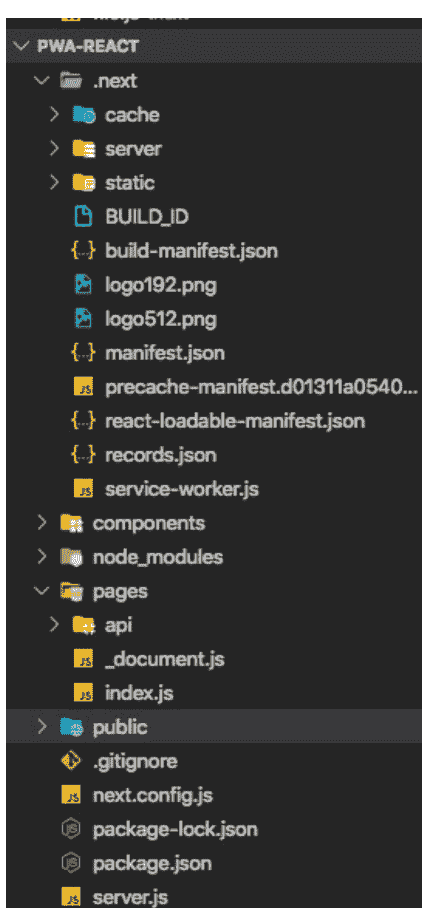 PWA-REACT
.next
cache
server
static
BUILD_ID
build-manifest.json
logo192.png
logo512.png
manifest.json
precache-manifest.d01311a0540...
react-loadable-manifest.json
records.json
service-worker.js
components
node_modules
pages
api
_document.js
index.js
public
.gitignore
next.config.js
package-lock.json
package.json
server.js